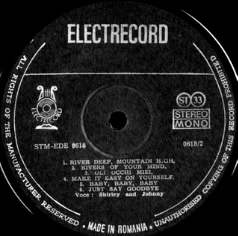 ELECTRECORD
ALL RIGHTS OF THE MANUFACTURER RESERVED • MADE IN ROMANIA • UNAUTHORISED COPYING OF THIS RECORD PROHIBITED
ELECTRECORD
ST 33
STEREO
MONO
STM-EDE 0618
0618/2
1. RIVER DEEP, MOUNTAIN HIGH,
2. RIVERS OF YOUR MIND,
3. GLI OCCHI MIEI,
4. MAKE IT EASY ON YOURSELF,
5. BABY, BABY, BABY
6. JUST SAY GOODBYE
Voce: Shirley and Johnny